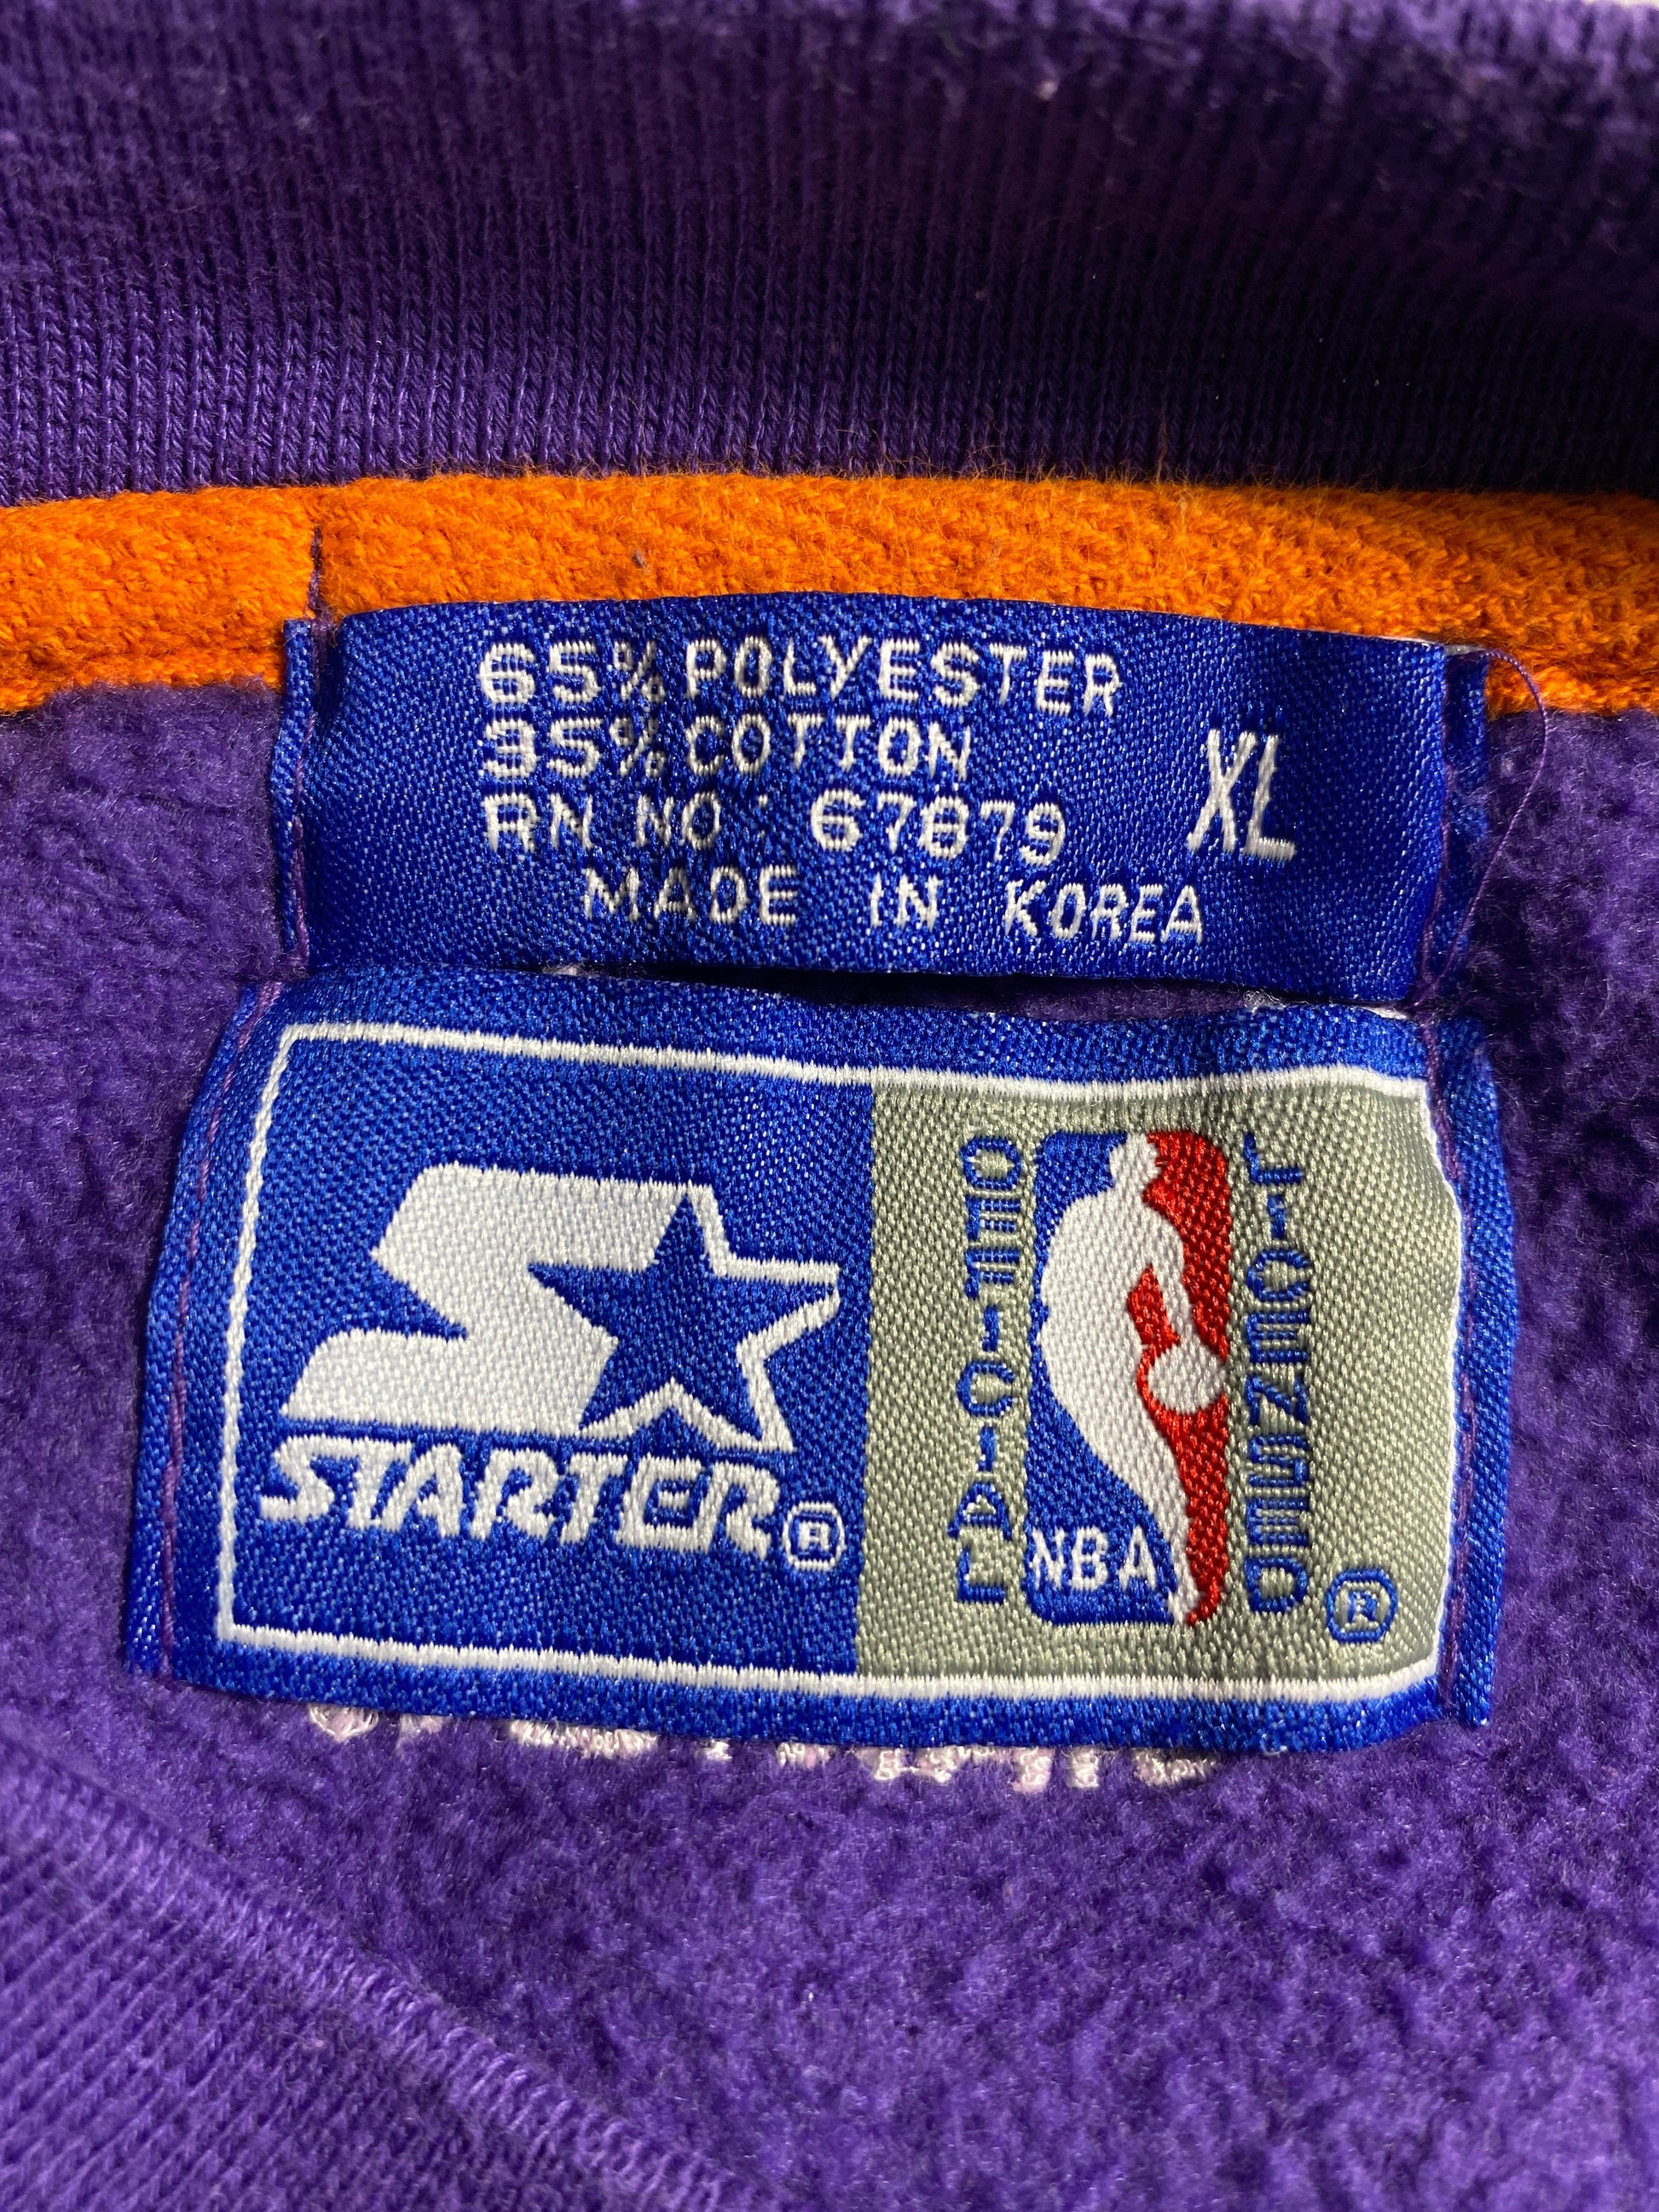 65% POLYESTER
35% COTTON
XL
RN NO: 67879
MADE IN KOREA
STARTER®
OFFICIAL
NBA
LICENSED
®